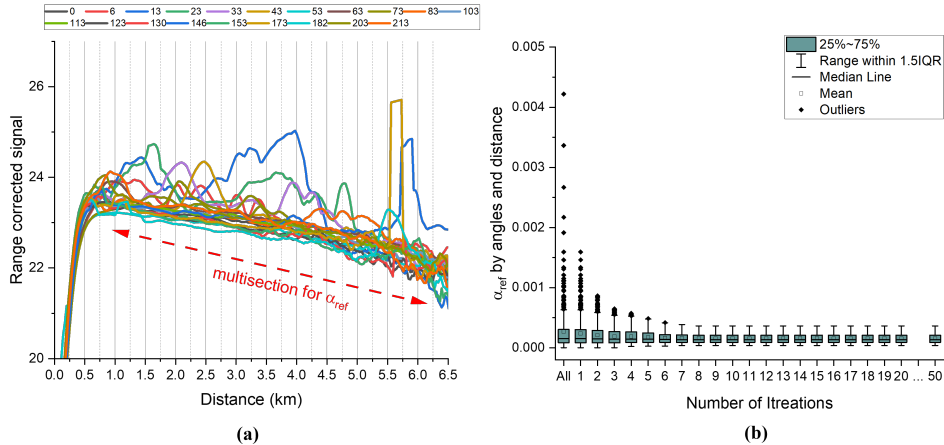 0 6 13 23 33 43 53 63 73 83 103
113 123 130 146 153 173 182 203 213
Range corrected signal
26
24
22
20
multisection for αref
0.0 0.5 1.0 1.5 2.0 2.5 3.0 3.5 4.0 4.5 5.0 5.5 6.0 6.5
Distance (km)
(a)
αref by angles and distance
0.005
0.004
0.003
0.002
0.001
0.000
25%~75%
Range within 1.5IQR
Median Line
Mean
Outliers
All 1 2 3 4 5 6 7 8 9 10 11 12 13 14 15 16 17 18 19 20 ... 50
Number of Itreations
(b)